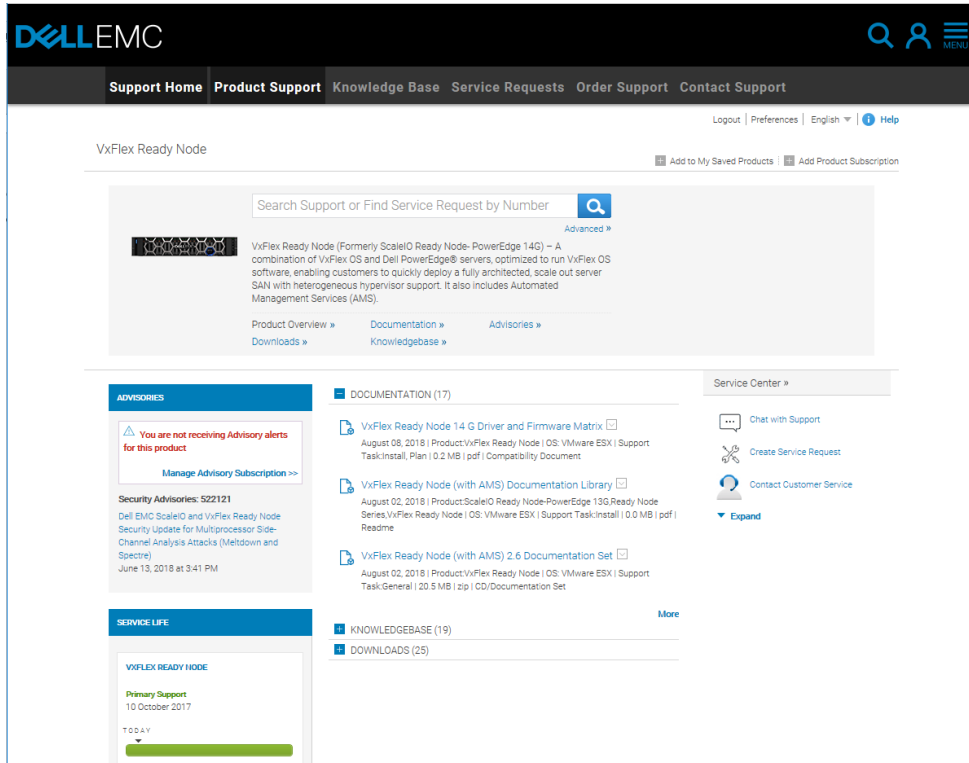 DELL EMC
MENU
Support Home Product Support Knowledge Base Service Requests Order Support Contact Support
Logout | Preferences | English | Help
VxFlex Ready Node
Add to My Saved Products | Add Product Subscription
Search Support or Find Service Request by Number
Advanced »
VxFlex Ready Node (Formerly ScaleIO Ready Node- PowerEdge 14G) – A
combination of VxFlex OS and Dell PowerEdge® servers, optimized to run VxFlex OS
software, enabling customers to quickly deploy a fully architected, scale out server
SAN with heterogeneous hypervisor support. It also includes Automated
Management Services (AMS).
Product Overview » Documentation » Advisories »
Downloads » Knowledgebase »
ADVISORIES
You are not receiving Advisory alerts
for this product
Manage Advisory Subscription >>
Security Advisories: 522121
Dell EMC ScaleIO and VxFlex Ready Node
Security Update for Multiprocessor Side-
Channel Analysis Attacks (Meltdown and
Spectre)
June 13, 2018 at 3:41 PM
SERVICE LIFE
VXFLEX READY NODE
Primary Support
10 October 2017
TODAY
DOCUMENTATION (17)
VxFlex Ready Node 14 G Driver and Firmware Matrix
August 08, 2018 | Product:VxFlex Ready Node | OS: VMware ESX | Support
Task:Install, Plan | 0.2 MB | pdf | Compatibility Document
VxFlex Ready Node (with AMS) Documentation Library
August 02, 2018 | Product:ScaleIO Ready Node-PowerEdge 13G,Ready Node
Series,VxFlex Ready Node | OS: VMware ESX | Support Task:Install | 0.0 MB | pdf |
Readme
VxFlex Ready Node (with AMS) 2.6 Documentation Set
August 02, 2018 | Product:VxFlex Ready Node | OS: VMware ESX | Support
Task:General | 20.5 MB | zip | CD/Documentation Set
More
KNOWLEDGEBASE (19)
DOWNLOADS (25)
Service Center »
Chat with Support
Create Service Request
Contact Customer Service
Expand